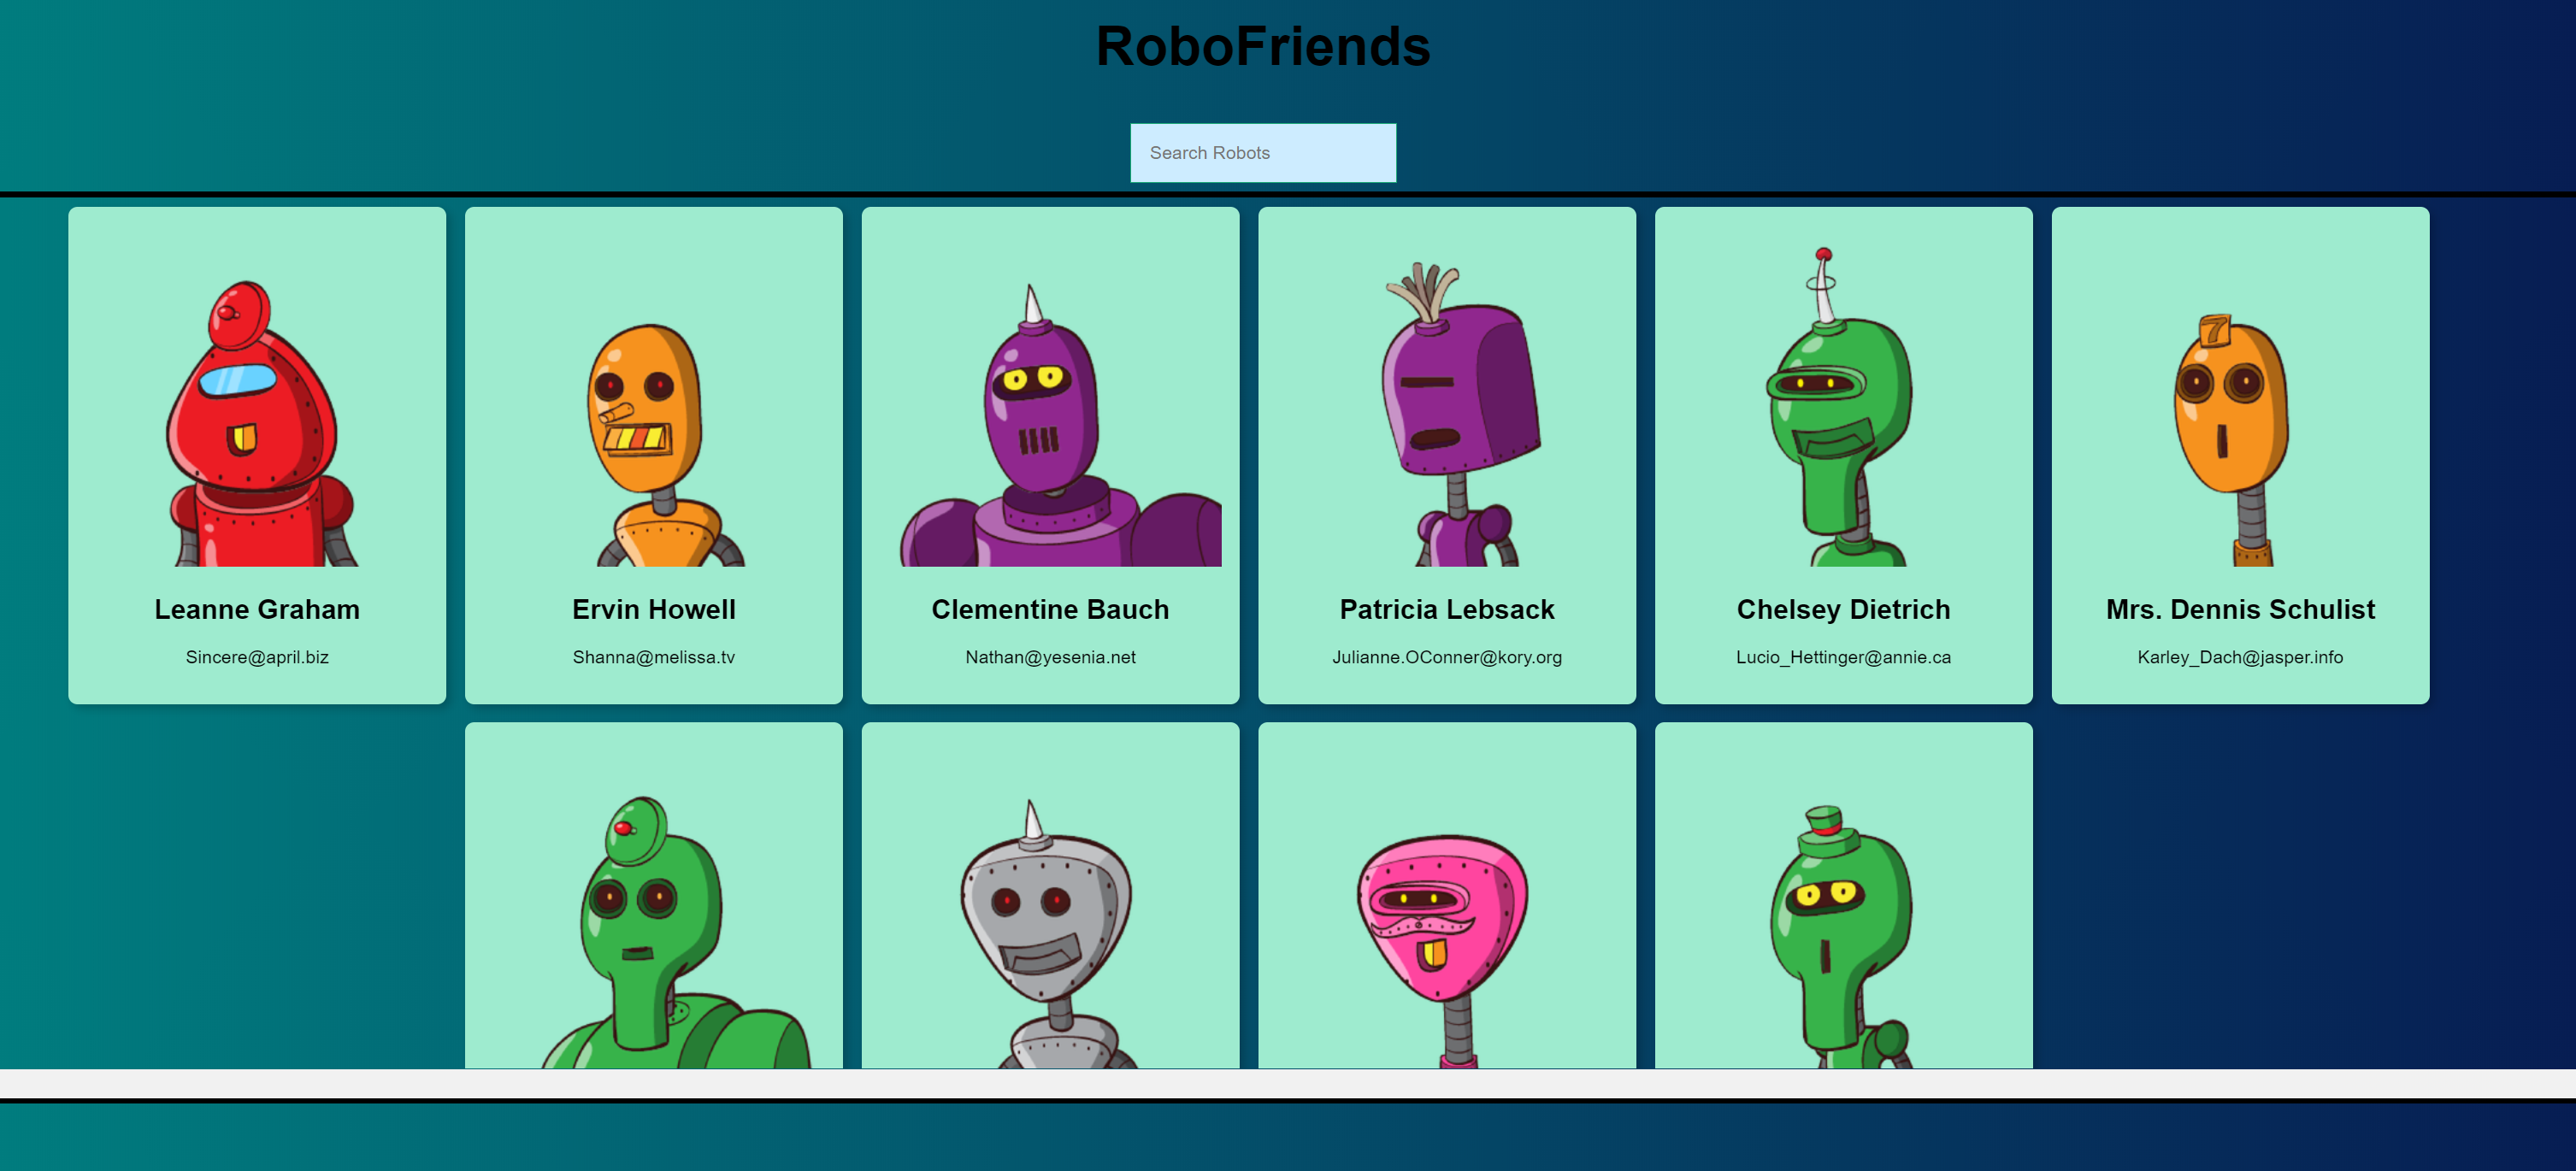 RoboFriends
Search Robots
Leanne Graham
Sincere@april.biz
Ervin Howell
Shanna@melissa.tv
Clementine Bauch
Nathan@yesenia.net
Patricia Lebsack
Julianne.OConner@kory.org
Chelsey Dietrich
Lucio_Hettinger@annie.ca
7
Mrs. Dennis Schulist
Karley_Dach@jasper.info